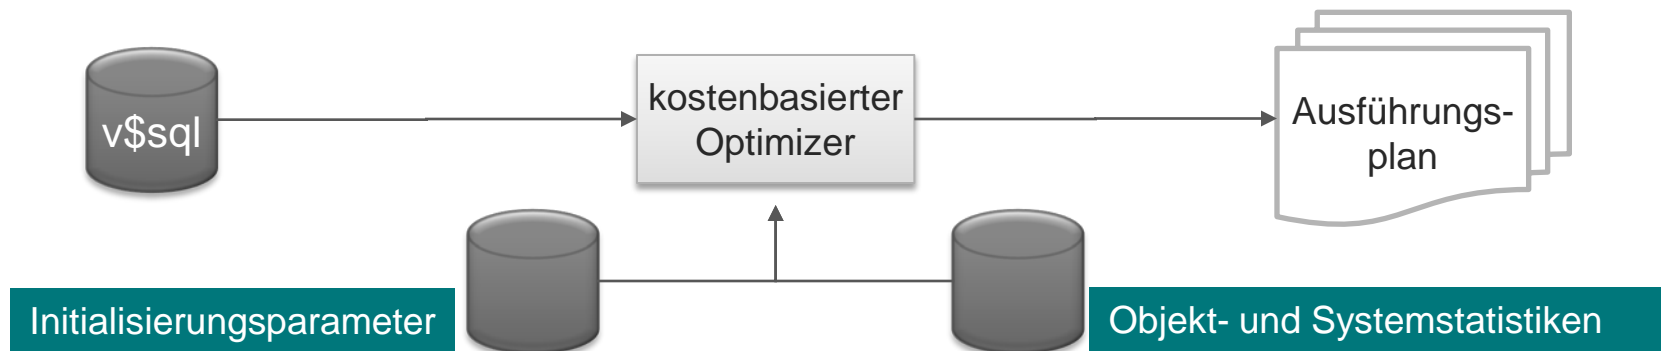 v$sql
kostenbasierter
Optimizer
Ausführungs-
plan
Initialisierungsparameter
Objekt- und Systemstatistiken